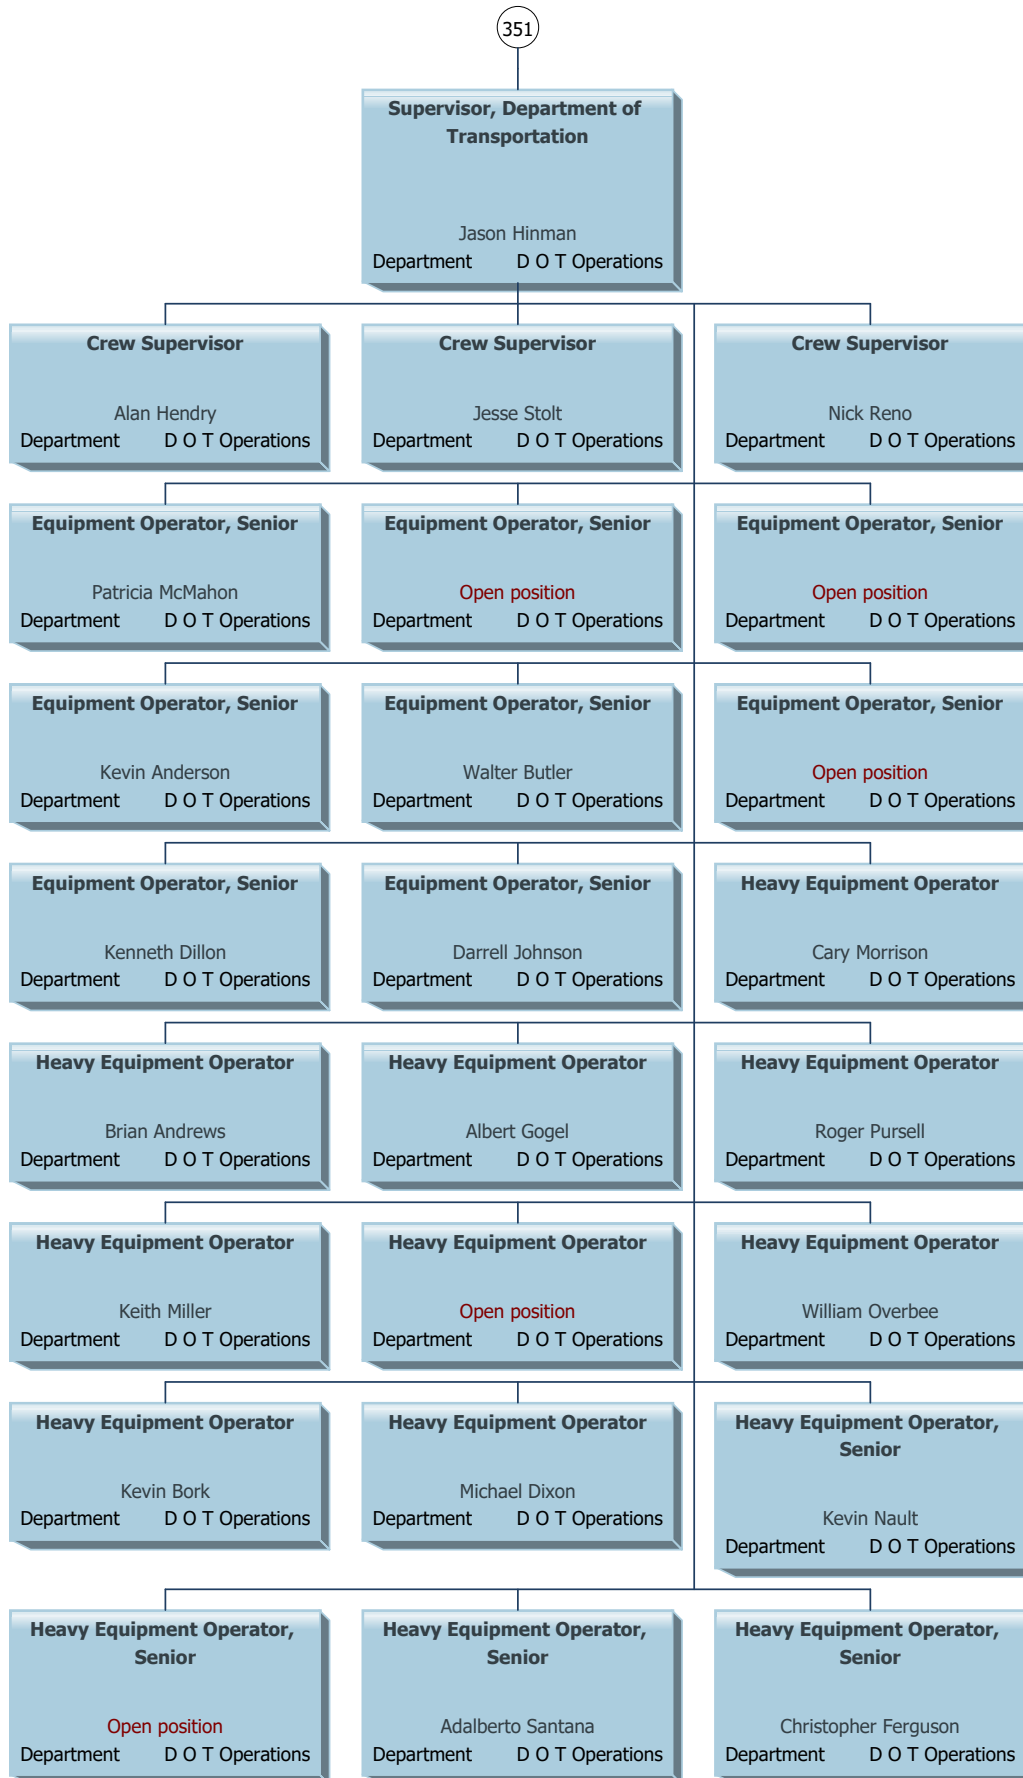 351
Supervisor, Department of
Transportation
Jason Hinman
Department D O T Operations
Crew Supervisor
Alan Hendry
Department D O T Operations
Crew Supervisor
Jesse Stolt
Department D O T Operations
Crew Supervisor
Nick Reno
Department D O T Operations
Equipment Operator, Senior
Patricia McMahon
Department D O T Operations
Equipment Operator, Senior
Open position
Department D O T Operations
Equipment Operator, Senior
Open position
Department D O T Operations
Equipment Operator, Senior
Kevin Anderson
Department D O T Operations
Equipment Operator, Senior
Walter Butler
Department D O T Operations
Equipment Operator, Senior
Open position
Department D O T Operations
Equipment Operator, Senior
Kenneth Dillon
Department D O T Operations
Equipment Operator, Senior
Darrell Johnson
Department D O T Operations
Heavy Equipment Operator
Cary Morrison
Department D O T Operations
Heavy Equipment Operator
Brian Andrews
Department D O T Operations
Heavy Equipment Operator
Albert Gogel
Department D O T Operations
Heavy Equipment Operator
Roger Pursell
Department D O T Operations
Heavy Equipment Operator
Keith Miller
Department D O T Operations
Heavy Equipment Operator
Open position
Department D O T Operations
Heavy Equipment Operator
William Overbee
Department D O T Operations
Heavy Equipment Operator
Kevin Bork
Department D O T Operations
Heavy Equipment Operator
Michael Dixon
Department D O T Operations
Heavy Equipment Operator,
Senior
Kevin Nault
Department D O T Operations
Heavy Equipment Operator,
Senior
Open position
Department D O T Operations
Heavy Equipment Operator,
Senior
Adalberto Santana
Department D O T Operations
Heavy Equipment Operator,
Senior
Christopher Ferguson
Department D O T Operations